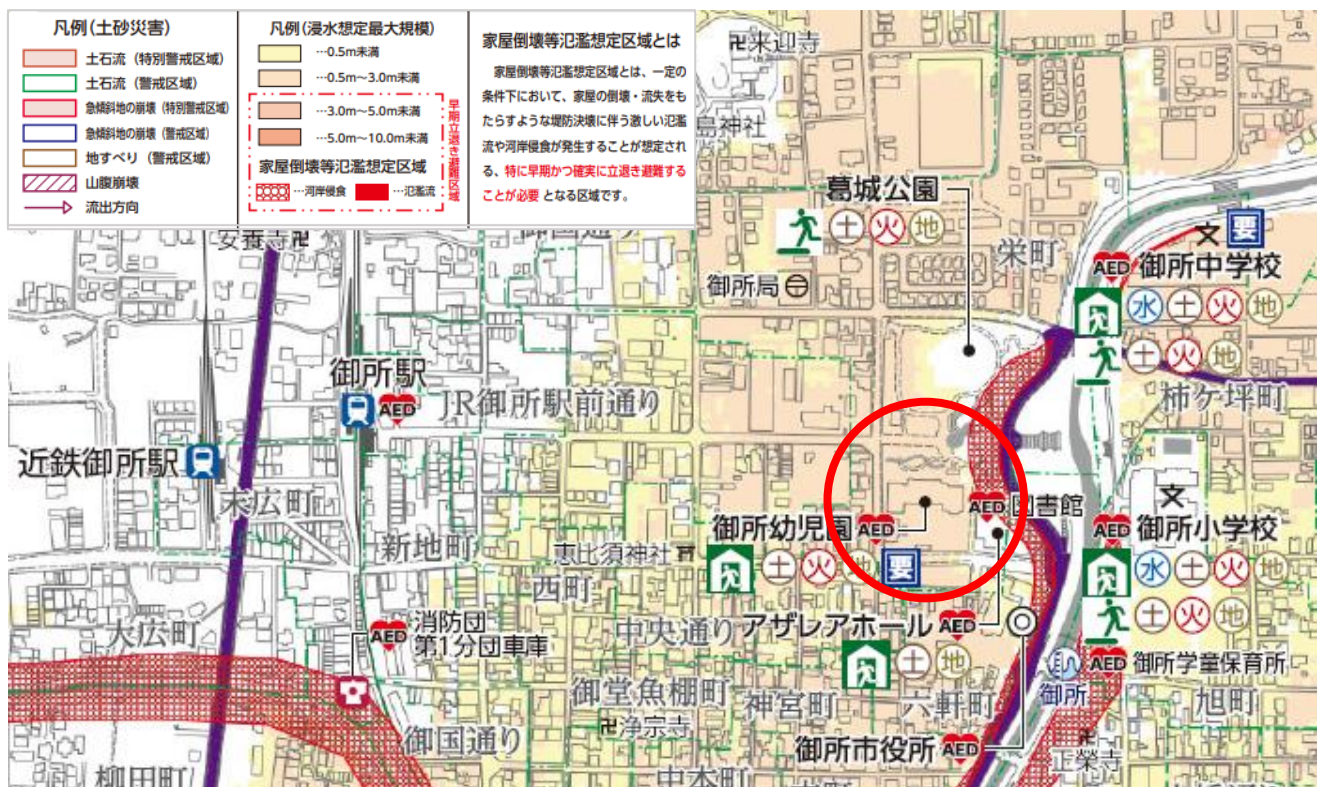 凡例(土砂災害)
土石流（特別警戒区域）
土石流（警戒区域）
急傾斜地の崩壊（特別警戒区域）
急傾斜地の崩壊（警戒区域）
地すべり（警戒区域）
山腹崩壊
流出方向
凡例(浸水想定最大規模)
…0.5m未満
…0.5m～3.0m未満
…3.0m～5.0m未満
…5.0m～10.0m未満
家屋倒壊等氾濫想定区域
…河岸侵食
…氾濫流
早期立退き避難区域
家屋倒壊等氾濫想定区域とは
家屋倒壊等氾濫想定区域とは、一定の
条件下において、家屋の倒壊・流失をも
たらすような堤防決壊に伴う激しい氾濫
流や河岸侵食が発生することが想定され
る、特に早期かつ確実に立退き避難する
ことが必要 となる区域です。
卍来迎寺
島神社
葛城公園
土 火 地
安養寺卍
御国通り
御所局
栄町
文 要
AED 御所中学校
水 土 火 地
土 火 地
柿ケ坪町
御所駅
AED
JR御所駅前通り
近鉄御所駅
末広町
新地町
恵比須神社
西町
御所幼児園 AED
土 火 地 要
AED 図書館
文
AED 御所小学校
水 土 火 地
土 火 地
大広町
AED 消防団
第1分団車庫
中央通り
アザレアホール AED
土 地
御所
AED 御所学童保育所
御堂魚棚町
神宮町
六軒町
旭町
卍浄宗寺
御国通り
御所市役所 AED
卍
正榮寺
柳田町
中本町